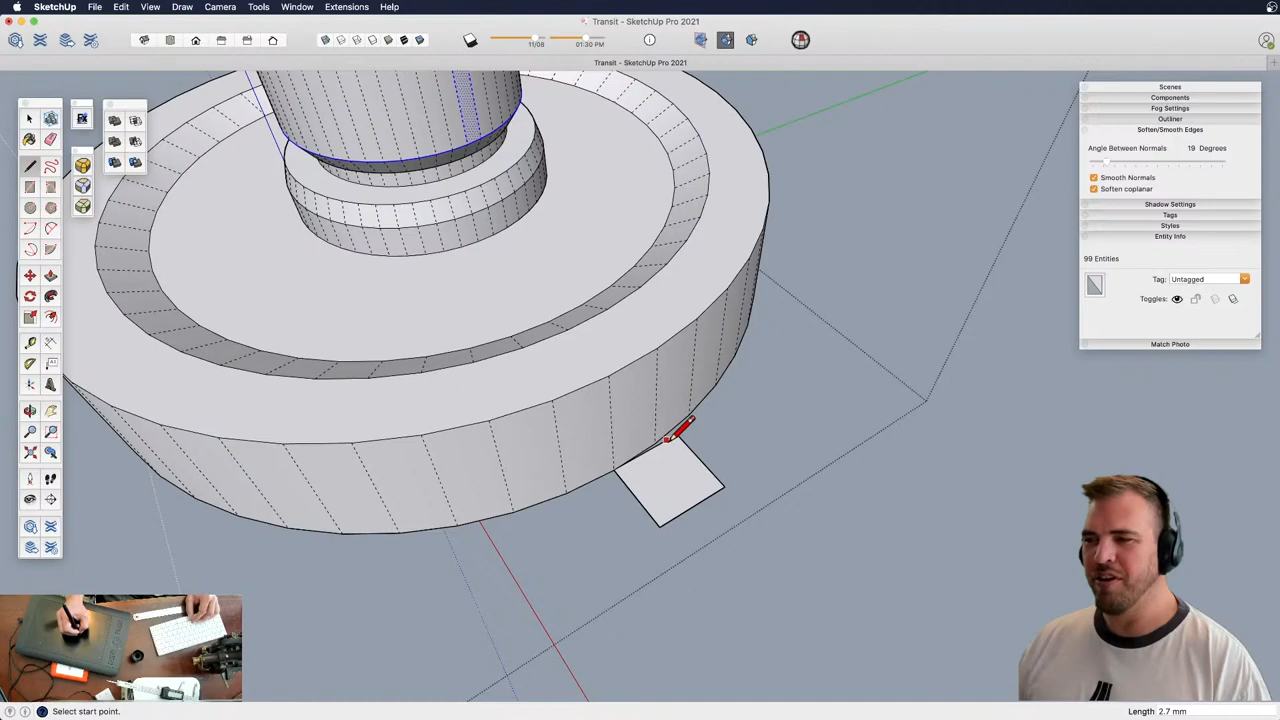 SketchUp File Edit View Draw Camera Tools Window Extensions Help
Transit - SketchUp Pro 2021
11/08 01:30 PM
Transit - SketchUp Pro 2021
Scenes
Components
Fog Settings
Outliner
Soften/Smooth Edges
Angle Between Normals 19 Degrees
Smooth Normals
Soften coplanar
Shadow Settings
Tags
Styles
Entity Info
99 Entities
Tag: Untagged
Toggles:
Match Photo
Select start point.
Length 2.7 mm